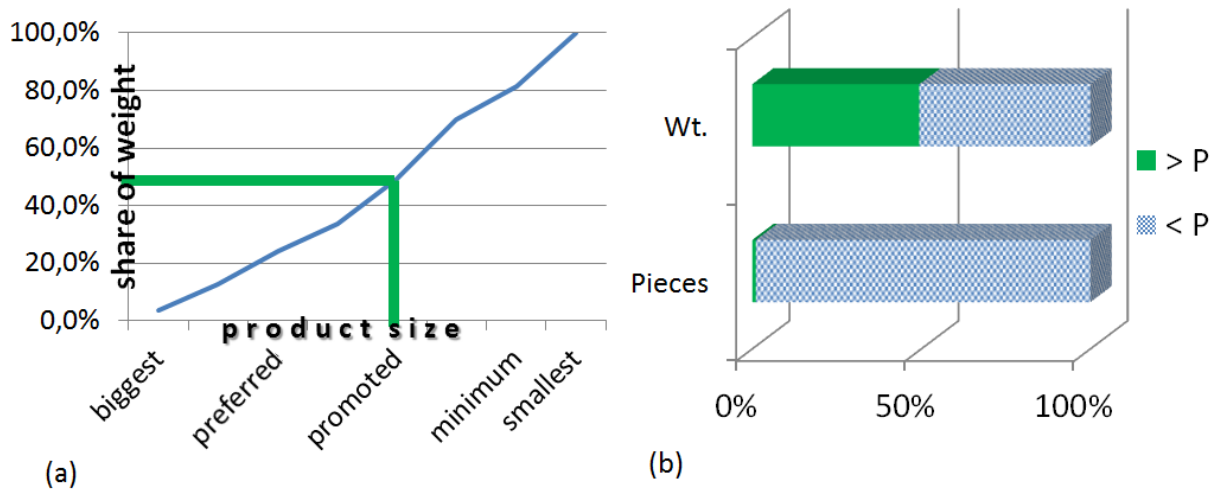 100,0%
80,0%
60,0%
40,0%
20,0%
0,0%
share of weight
product size
biggest
preferred
promoted
minimum
smallest
(a)
Wt.
Pieces
0%
50%
100%
> P
< P
(b)